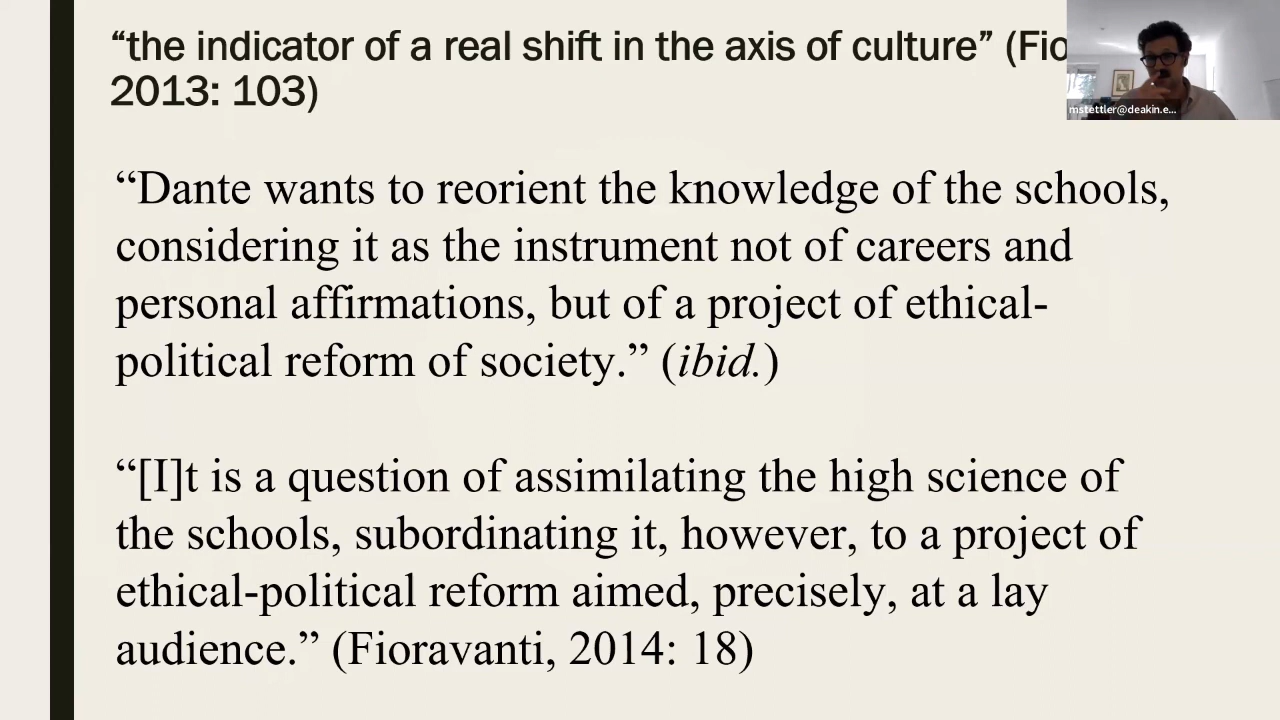 “the indicator of a real shift in the axis of culture” (Fio
2013: 103)
mstettler@deakin.e...
“Dante wants to reorient the knowledge of the schools,
considering it as the instrument not of careers and
personal affirmations, but of a project of ethical-
political reform of society.” (ibid.)
“[I]t is a question of assimilating the high science of
the schools, subordinating it, however, to a project of
ethical-political reform aimed, precisely, at a lay
audience.” (Fioravanti, 2014: 18)